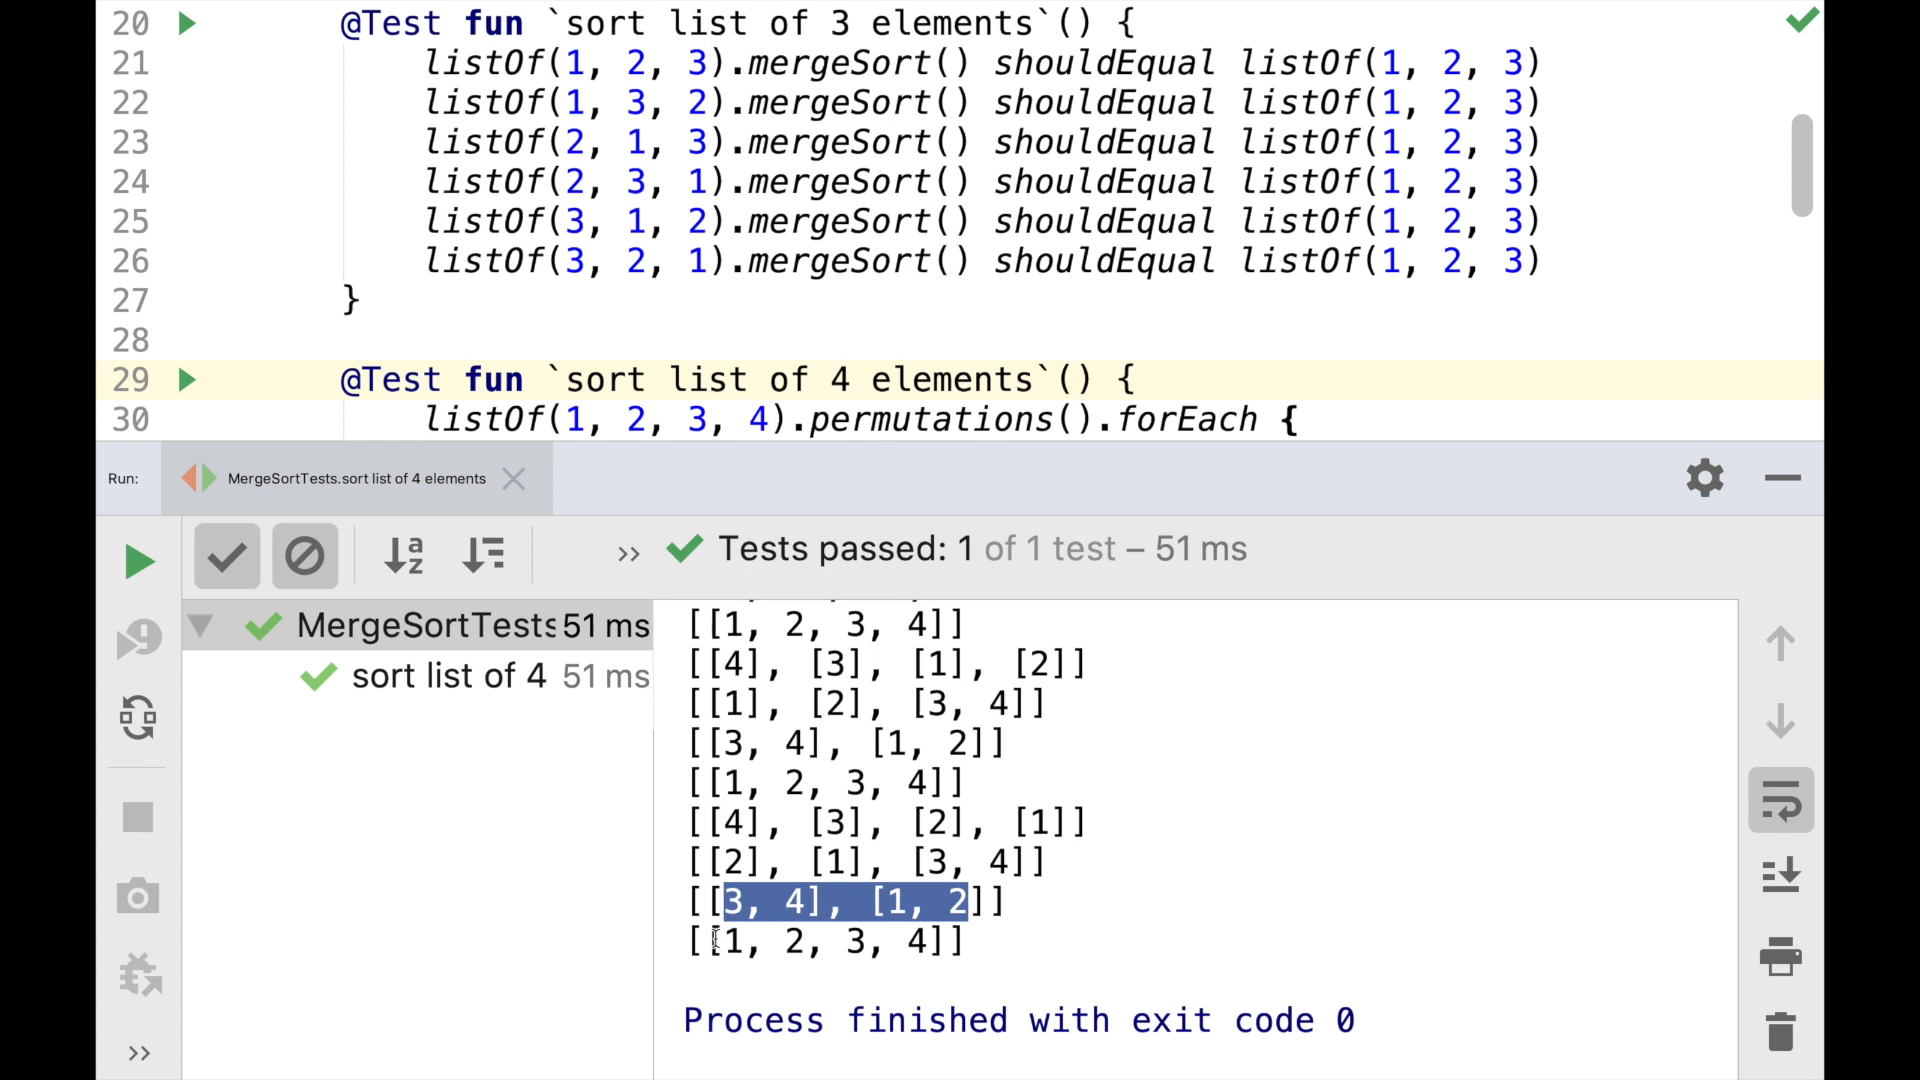 20 @Test fun `sort list of 3 elements`() {
21 listOf(1, 2, 3).mergeSort() shouldEqual listOf(1, 2, 3)
22 listOf(1, 3, 2).mergeSort() shouldEqual listOf(1, 2, 3)
23 listOf(2, 1, 3).mergeSort() shouldEqual listOf(1, 2, 3)
24 listOf(2, 3, 1).mergeSort() shouldEqual listOf(1, 2, 3)
25 listOf(3, 1, 2).mergeSort() shouldEqual listOf(1, 2, 3)
26 listOf(3, 2, 1).mergeSort() shouldEqual listOf(1, 2, 3)
27 }
28
29 @Test fun `sort list of 4 elements`() {
30 listOf(1, 2, 3, 4).permutations().forEach {
Run: MergeSortTests.sort list of 4 elements
Tests passed: 1 of 1 test – 51 ms
MergeSortTests 51 ms
sort list of 4 51 ms
[[1, 2, 3, 4]]
[[4], [3], [1], [2]]
[[1], [2], [3, 4]]
[[3, 4], [1, 2]]
[[1, 2, 3, 4]]
[[4], [3], [2], [1]]
[[2], [1], [3, 4]]
[[3, 4], [1, 2]]
[[1, 2, 3, 4]]
Process finished with exit code 0